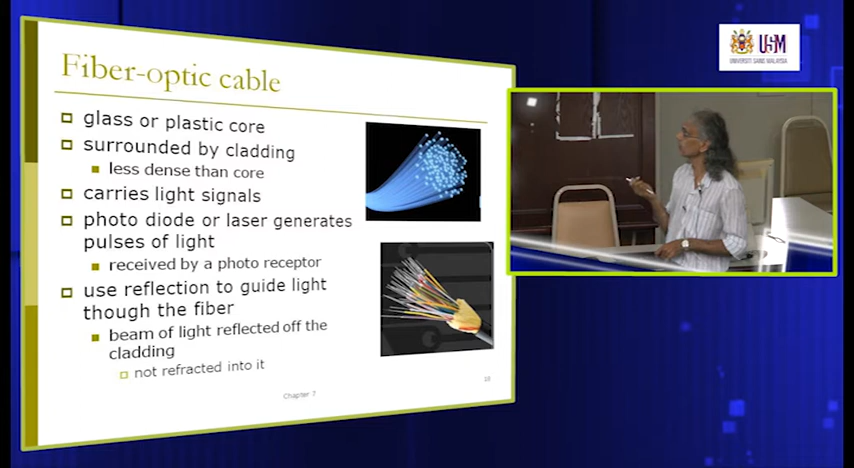 Fiber-optic cable
glass or plastic core
surrounded by cladding
less dense than core
carries light signals
photo diode or laser generates
pulses of light
received by a photo receptor
use reflection to guide light
though the fiber
beam of light reflected off the
cladding
not refracted into it
Chapter 7
USM
UNIVERSITI SAINS MALAYSIA